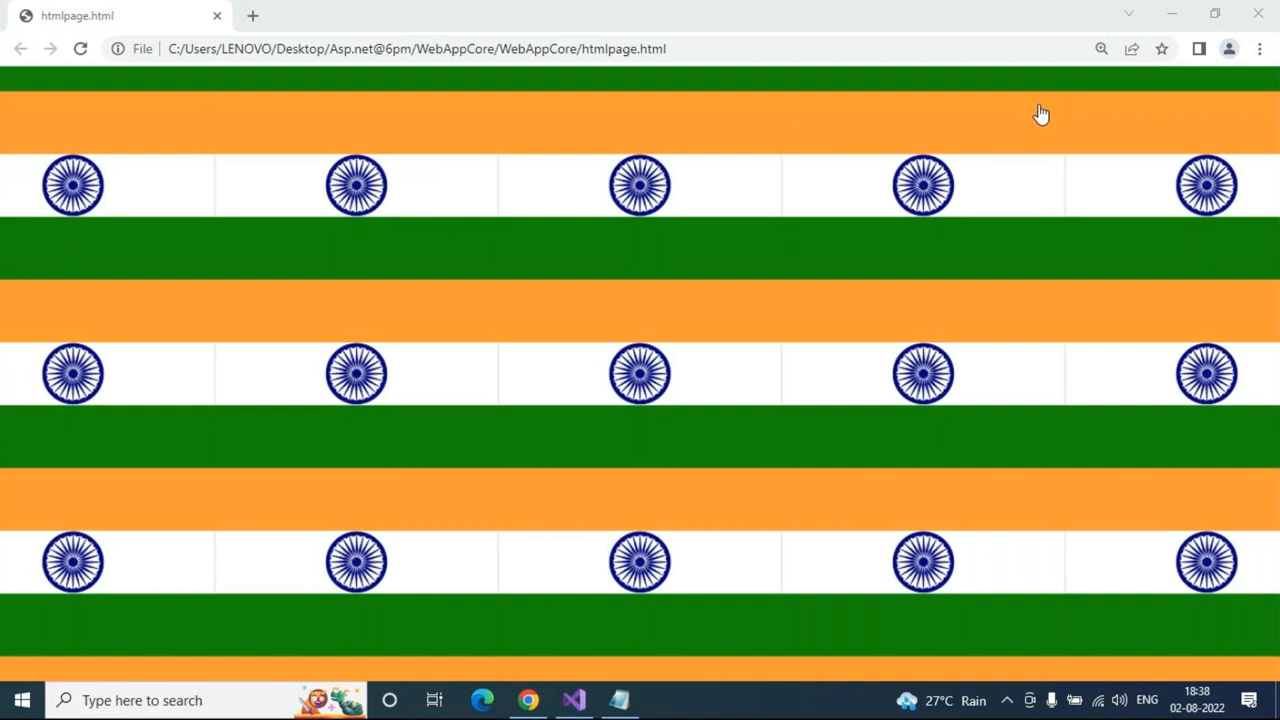 htmlpage.html
File C:/Users/LENOVO/Desktop/Asp.net@6pm/WebAppCore/WebAppCore/htmlpage.html
Type here to search
27°C Rain
ENG
18:38
02-08-2022